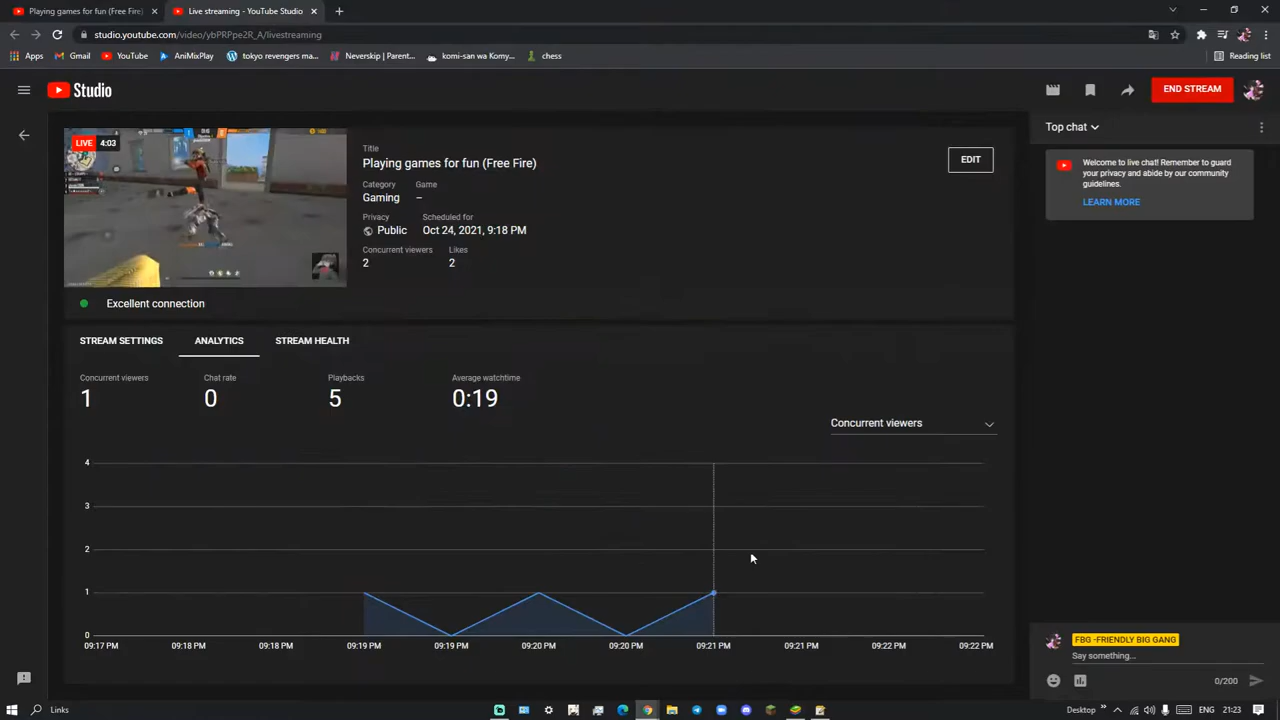 Playing games for fun (Free Fire)
Live streaming - YouTube Studio
studio.youtube.com/video/ybPRPpe2R_A/livestreaming
Apps
Gmail
YouTube
AniMixPlay
tokyo revengers ma...
Neverskip | Parent...
komi-san wa Komy...
chess
Reading list
Studio
END STREAM
LIVE 4:03
Title
Playing games for fun (Free Fire)
EDIT
Category Game
Gaming –
Privacy Scheduled for
Public Oct 24, 2021, 9:18 PM
Concurrent viewers Likes
2 2
Excellent connection
STREAM SETTINGS ANALYTICS STREAM HEALTH
Concurrent viewers Chat rate Playbacks Average watchtime
1 0 5 0:19
Concurrent viewers
4
3
2
1
0
09:17 PM 09:18 PM 09:18 PM 09:19 PM 09:19 PM 09:20 PM 09:20 PM 09:21 PM 09:21 PM 09:22 PM 09:22 PM
Top chat
Welcome to live chat! Remember to guard
your privacy and abide by our community
guidelines.
LEARN MORE
FBG -FRIENDLY BIG GANG
Say something...
0/200
Links
Desktop
ENG
21:23